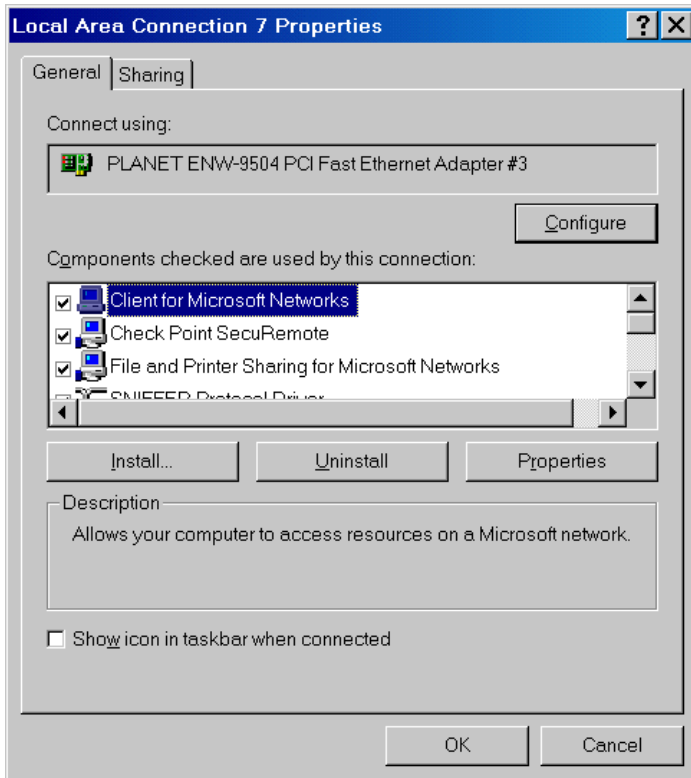 Local Area Connection 7 Properties
General
Sharing
Connect using:
PLANET ENW-9504 PCI Fast Ethernet Adapter #3
Configure
Components checked are used by this connection:
Client for Microsoft Networks
Check Point SecuRemote
File and Printer Sharing for Microsoft Networks
SNIFFER Protocol Driver
Install...
Uninstall
Properties
Description
Allows your computer to access resources on a Microsoft network.
Show icon in taskbar when connected
OK
Cancel